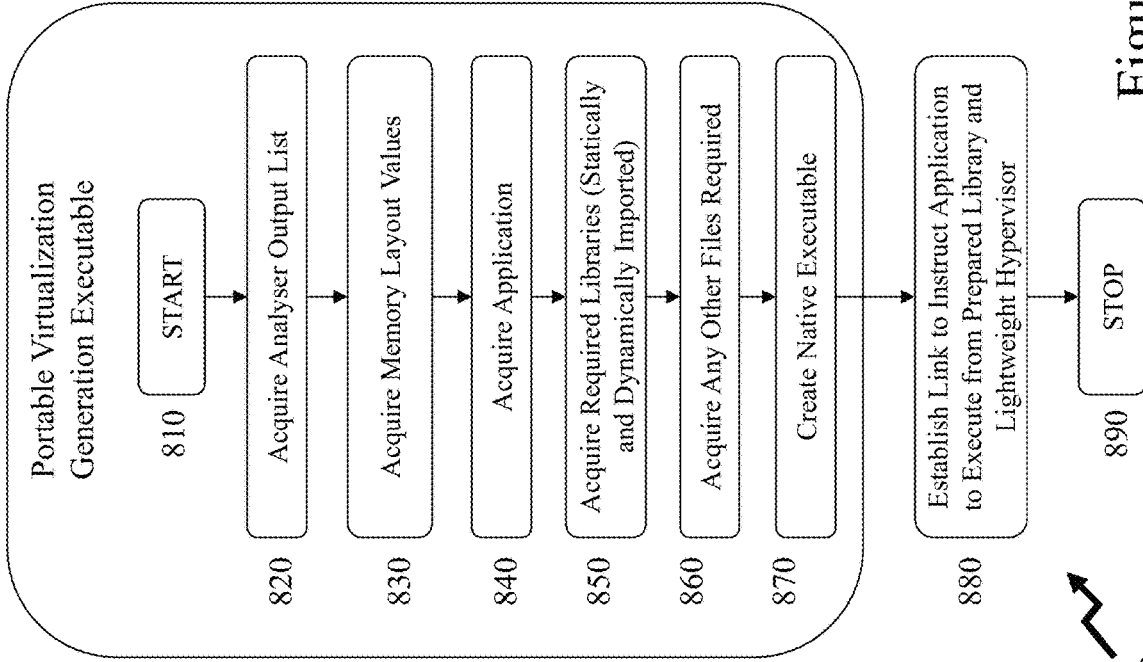 Portable Virtualization
Generation Executable
810
START
820
Acquire Analyser Output List
830
Acquire Memory Layout Values
840
Acquire Application
850
Acquire Required Libraries (Statically
and Dynamically Imported)
860
Acquire Any Other Files Required
870
Create Native Executable
880
Establish Link to Instruct Application
to Execute from Prepared Library and
Lightweight Hypervisor
890
STOP